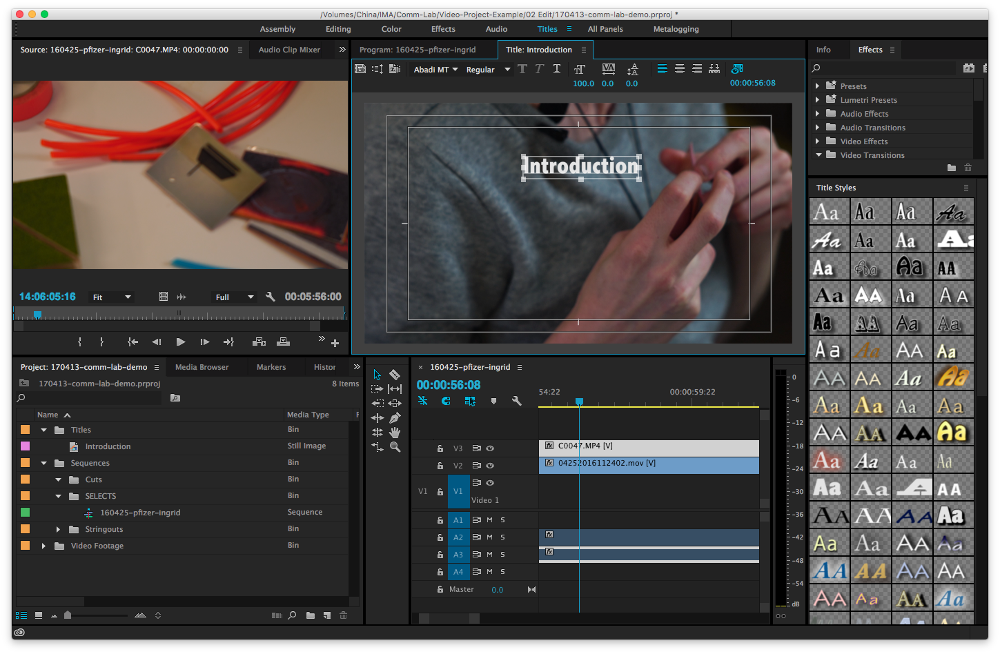 /Volumes/China/IMA/Comm-Lab/Video-Project-Example/02 Edit/170413-comm-lab-demo.prproj *
Assembly Editing Color Effects Audio Titles All Panels Metalogging
Source: 160425-pfizer-ingrid: C0047.MP4: 00:00:00:00
Audio Clip Mixer
14:06:05:16 Fit Full 00:05:56:00
Program: 160425-pfizer-ingrid
Title: Introduction
Abadi MT Regular T T T TT VA A A
100.0 0.0 0.0 00:00:56:08
Introduction
Info Effects
Presets
Lumetri Presets
Audio Effects
Audio Transitions
Video Effects
Video Transitions
Title Styles
Aa Aa Aa Aa
Aa Aa Aa Aa
Aa Aa Aa AA
Aa AA Aa AA
Aa AA Aa Aa
Aa Aa AA Aa
AA AA Aa Aa
Aa Aa Aa Aa
AA AA AA Aa
Aa Aa Aa Aa
Aa Aa A AA
AA AA AA Aa
Aa Aa AA Aa
AA AA AA AA
AA Aa AA Aa
Project: 170413-comm-lab-demo Media Browser Markers Histor
170413-comm-lab-demo.prproj 8 Items
Name Media Type F
Titles Bin
Introduction Still Image
Sequences Bin
Cuts Bin
SELECTS Bin
160425-pfizer-ingrid Sequence
Stringouts Bin
Video Footage Bin
× 160425-pfizer-ingrid
00:00:56:08
54:22 00:00:59:22
V3 fx C0047.MP4 [V]
V2 fx 04252016112402.mov [V]
V1 V1
Video 1
A1 M S
A2 M S fx
A3 M S fx
A4 M S
Master 0.0
0
-6
-12
-18
-24
-30
-36
-42
-48
-54
dB